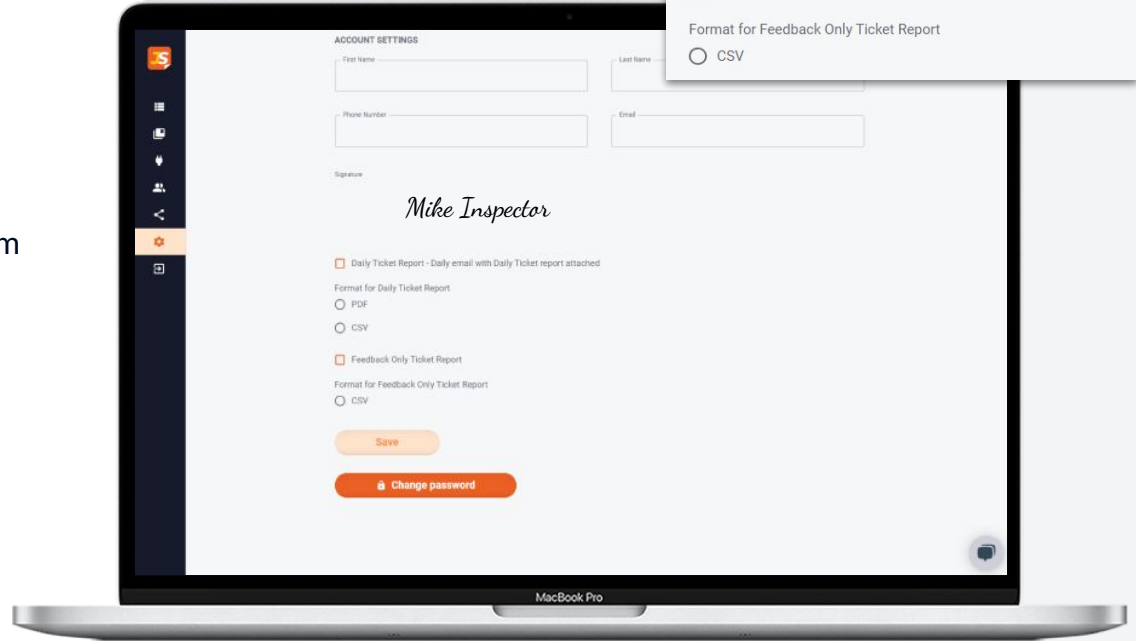 Format for Feedback Only Ticket Report
CSV
m
JS
ACCOUNT SETTINGS
First Name
Last Name
Phone Number
Email
Signature
Mike Inspector
Daily Ticket Report - Daily email with Daily Ticket report attached
Format for Daily Ticket Report
PDF
CSV
Feedback Only Ticket Report
Format for Feedback Only Ticket Report
CSV
Save
Change password
MacBook Pro